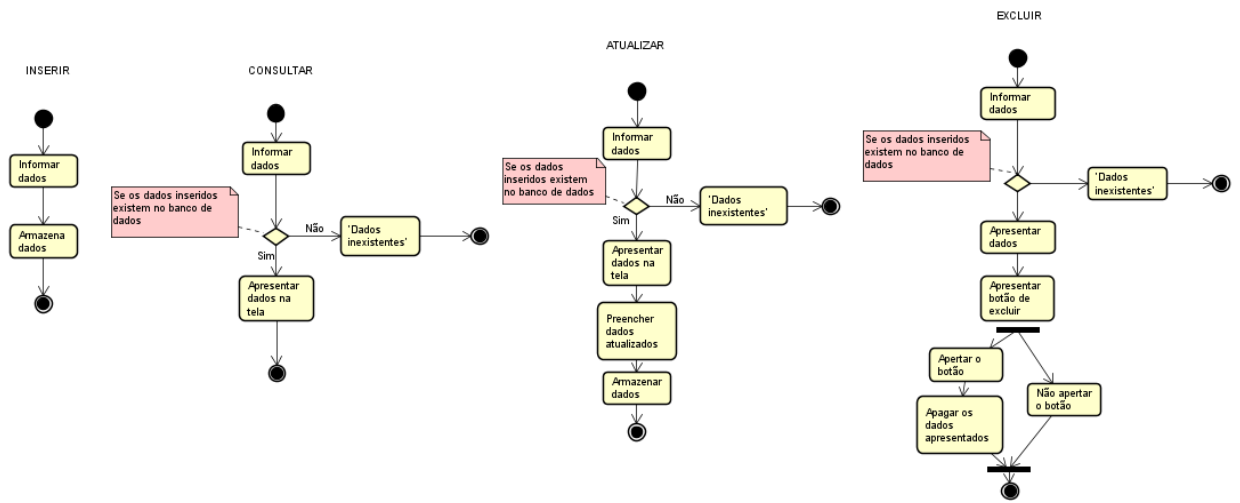 INSERIR
Informar
dados
Armazena
dados
CONSULTAR
Informar
dados
Se os dados inseridos
existem no banco de
dados
Não
'Dados
inexistentes'
Sim
Apresentar
dados na
tela
ATUALIZAR
Informar
dados
Se os dados
inseridos existem
no banco de dados
Não
'Dados
inexistentes'
Sim
Apresentar
dados na
tela
Preencher
dados
atualizados
Armazenar
dados
EXCLUIR
Informar
dados
Se os dados inseridos
existem no banco de
dados
'Dados
inexistentes'
Apresentar
dados
Apresentar
botão de
excluir
Apertar o
botão
Não apertar
o botão
Apagar os
dados
apresentados